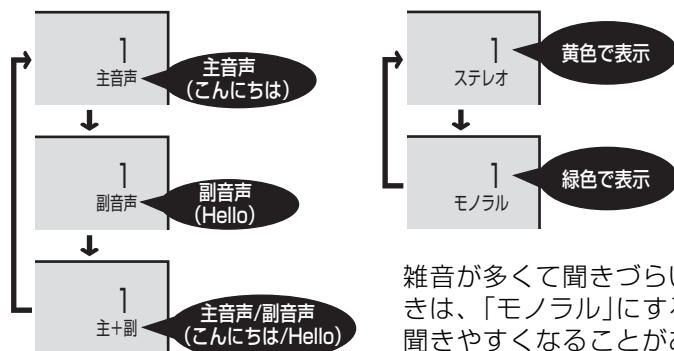 1
主音声
主音声
(こんにちは)
1
副音声
副音声
(Hello)
1
主+副
主音声/副音声
(こんにちは/Hello)
1
ステレオ
黄色で表示
1
モノラル
緑色で表示
雑音が多くて聞きづらい
きは、「モノラル」にする
聞きやすくなることがあ